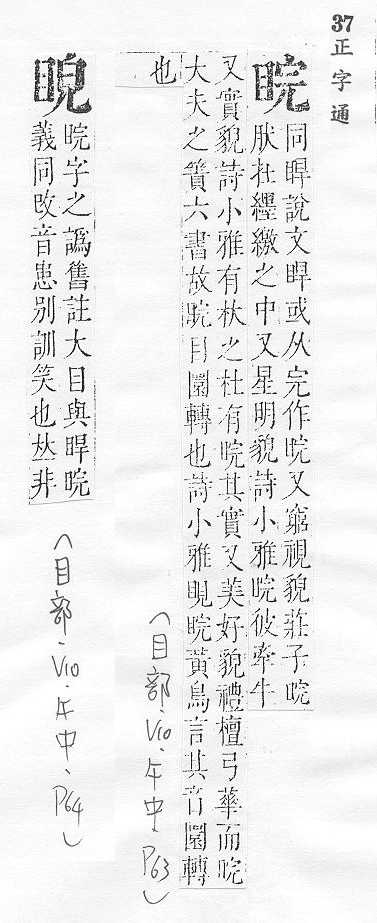 37 正字通
睆 同睅說文睅或从完作睆又窮視貌莊子睆
肰在纆繳之中又星明貌詩小雅睆彼牽牛
又實貌詩小雅有杕之杜有睆其實又美好貌禮檀弓華而睆
大夫之簀六書故睆目圜轉也詩小雅睍睆黃鳥言其音圜轉
也
(目部、V10、午中、P63)
睆字之譌舊註大目與睅睆
義同改音患別訓笑也𠀤非
(目部、V10、午中、P64)